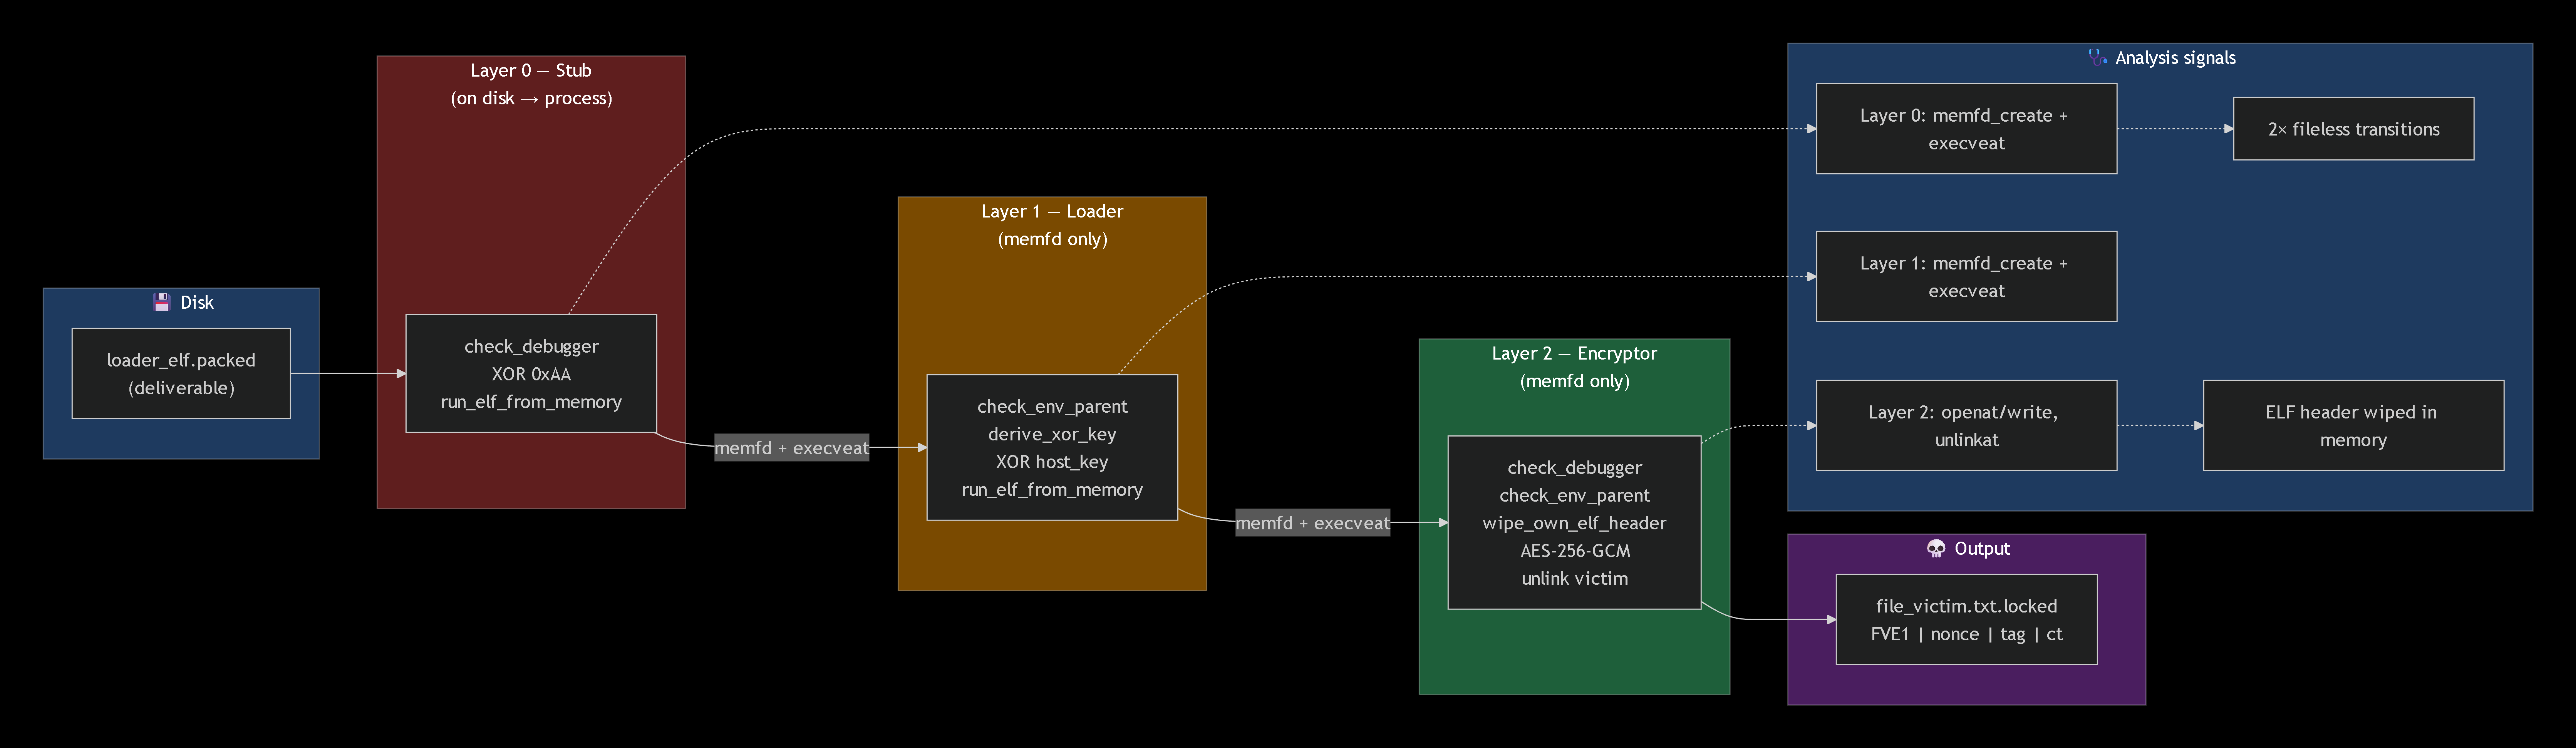 Disk
loader_elf.packed
(deliverable)
Layer 0 — Stub
(on disk → process)
check_debugger
XOR 0xAA
run_elf_from_memory
memfd + execveat
Layer 1 — Loader
(memfd only)
check_env_parent
derive_xor_key
XOR host_key
run_elf_from_memory
memfd + execveat
Layer 2 — Encryptor
(memfd only)
check_debugger
check_env_parent
wipe_own_elf_header
AES-256-GCM
unlink victim
Analysis signals
Layer 0: memfd_create +
execveat
2× fileless transitions
Layer 1: memfd_create +
execveat
Layer 2: openat/write,
unlinkat
ELF header wiped in
memory
Output
file_victim.txt.locked
FVE1 | nonce | tag | ct